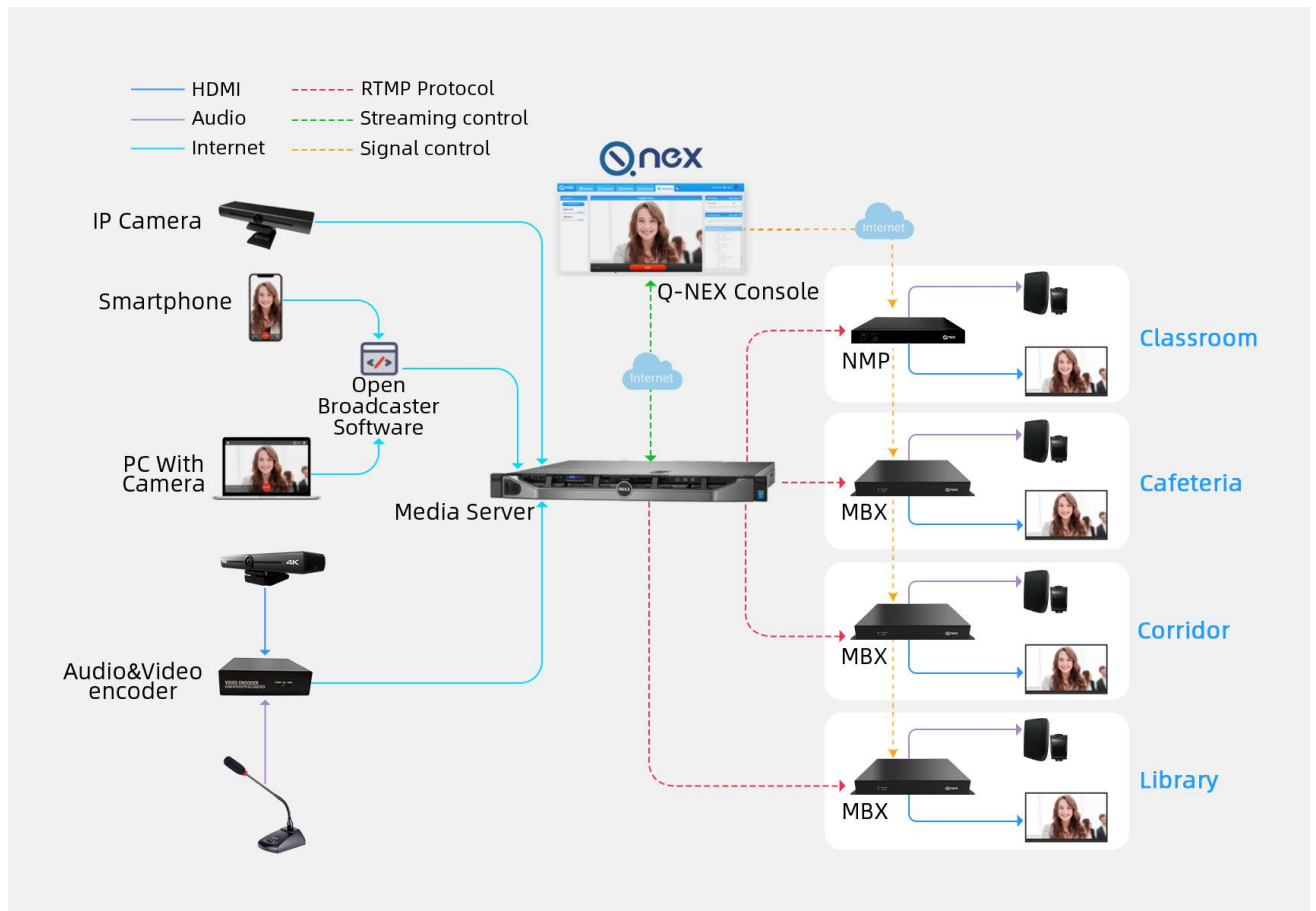 HDMI
RTMP Protocol
Audio
Streaming control
Internet
Signal control
Qnex
Internet
IP Camera
Q-NEX Console
Smartphone
NMP
Classroom
Internet
Open
Broadcaster
Software
PC With
Camera
Media Server
MBX
Cafeteria
4K
MBX
Corridor
Audio&Video
encoder
VIDEO ENCODER
MBX
Library